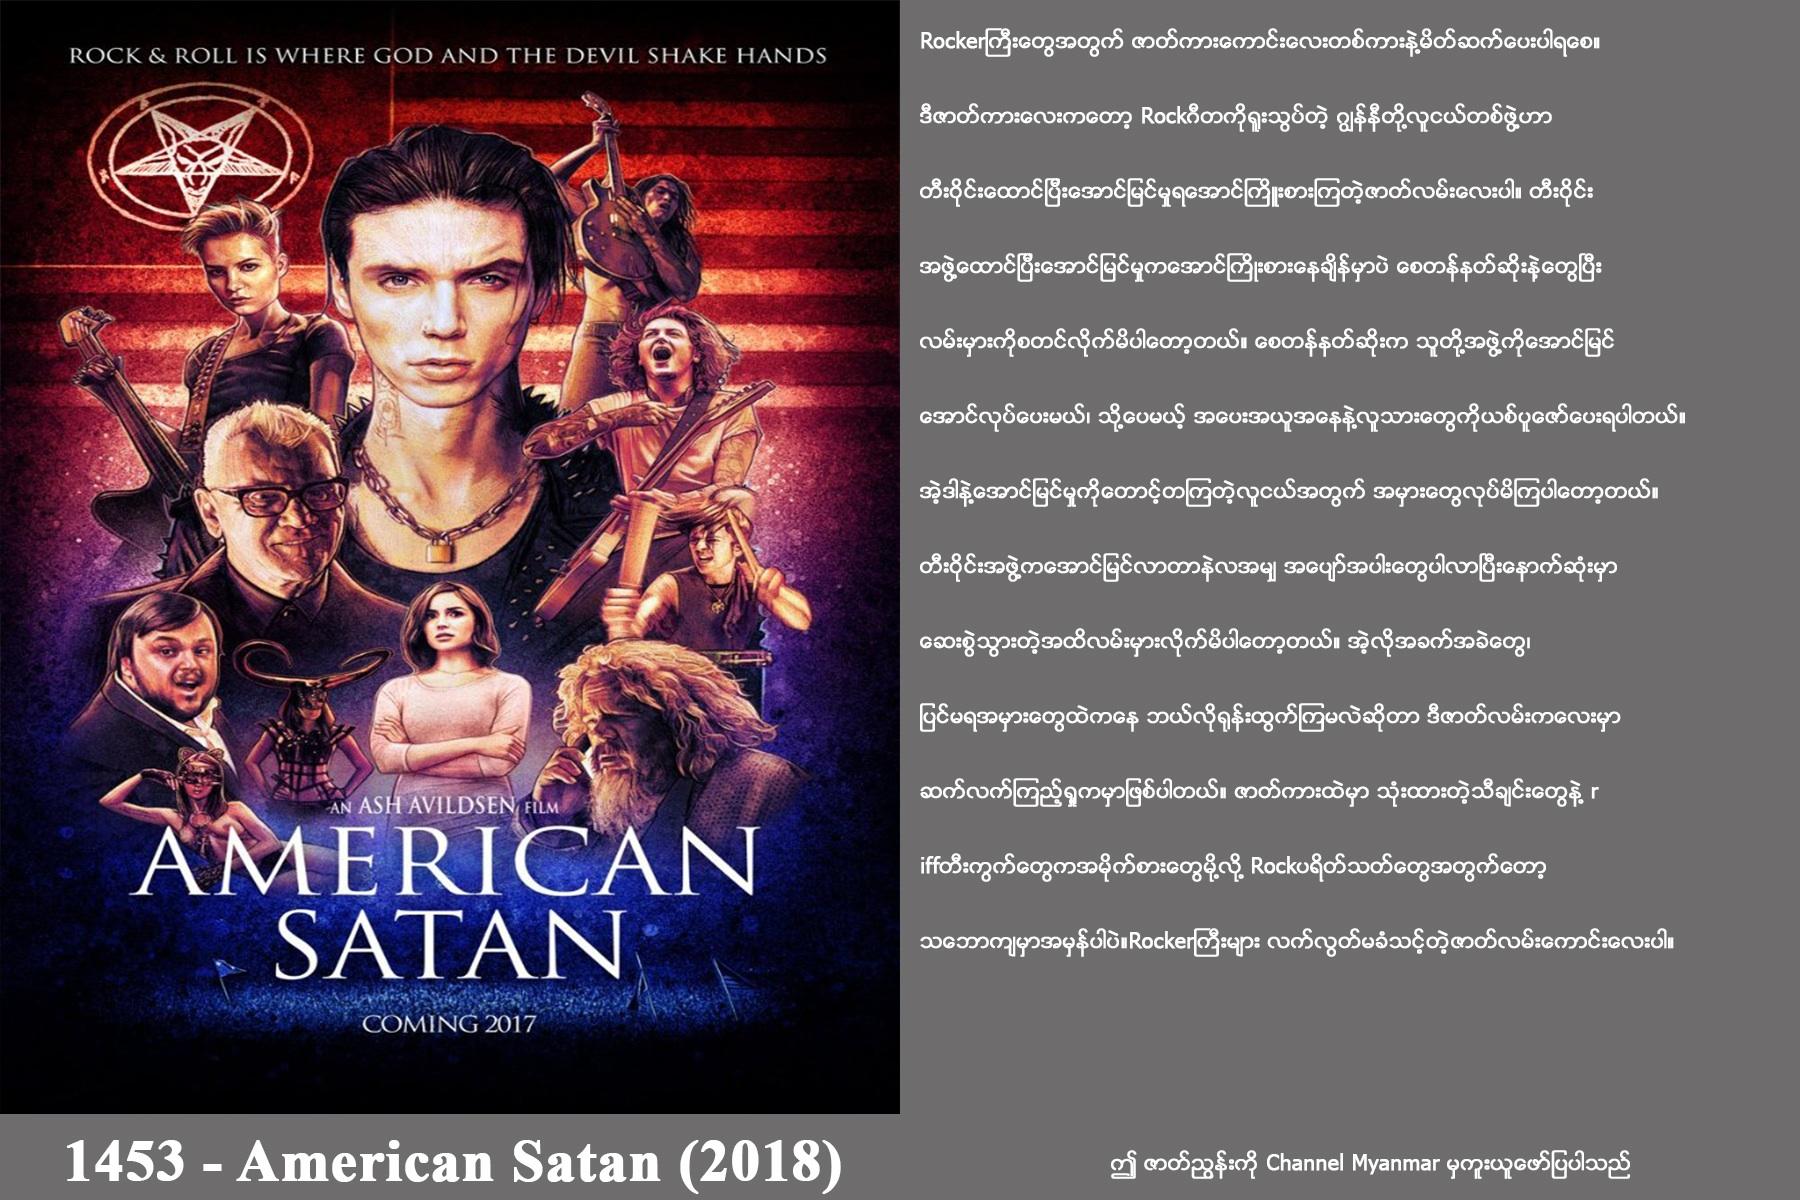 ROCK & ROLL IS WHERE GOD AND THE DEVIL SHAKE HANDS
AN ASH AVILDSEN FILM
AMERICAN
SATAN
COMING 2017
1453 - American Satan (2018)
Rockerကြီးတွေအတွက် ဇာတ်ကားကောင်းလေးတစ်ကားနဲ့မိတ်ဆက်ပေးပါရစေ။
ဒီဇာတ်ကားလေးကတော့ Rockဂီတကိုရူးသွပ်တဲ့ ဂျွန်နီတို့လူငယ်တစ်ဖွဲ့ဟာ
တီးဝိုင်းထောင်ပြီးအောင်မြင်မှုရအောင်ကြိူးစားကြတဲ့ဇာတ်လမ်းလေးပါ။ တီးဝိုင်း
အဖွဲ့ထောင်ပြီးအောင်မြင်မှုကအောင်ကြိုးစားနေချိန်မှာပဲ စေတန်နတ်ဆိုးနဲ့တွေပြီး
လမ်းမှားကိုစတင်လိုက်မိပါတော့တယ်။ စေတန်နတ်ဆိုးက သူတို့အဖွဲ့ကိုအောင်မြင်
အောင်လုပ်ပေးမယ်၊ သို့ပေမယ့် အပေးအယူအနေနဲ့လူသားတွေကိုယစ်ပူဇော်ပေးရပါတယ်။
အဲ့ဒါနဲ့အောင်မြင်မှုကိုတောင့်တကြတဲ့လူငယ်အတွက် အမှားတွေလုပ်မိကြပါတော့တယ်။
တီးဝိုင်းအဖွဲ့ကအောင်မြင်လာတာနဲလအမျှ အပျော်အပါးတွေပါလာပြီးနောက်ဆုံးမှာ
ဆေးစွဲသွားတဲ့အထိလမ်းမှားလိုက်မိပါတော့တယ်။ အဲ့လိုအခက်အခဲတွေ၊
ပြင်မရအမှားတွေထဲကနေ ဘယ်လိုရုန်းထွက်ကြမလဲဆိုတာ ဒီဇာတ်လမ်းကလေးမှာ
ဆက်လက်ကြည့်ရှုကမှာဖြစ်ပါတယ်။ ဇာတ်ကားထဲမှာ သုံးထားတဲ့သီချင်းတွေနဲ့ r
iffတီးကွက်တွေကအမိုက်စားတွေမို့လို့ Rockပရိတ်သတ်တွေအတွက်တော့
သဘောကျမှာအမှန်ပါပဲ။Rockerကြီးများ လက်လွတ်မခံသင့်တဲ့ဇာတ်လမ်းကောင်းလေးပါ။
ဤ ဇာတ်ညွှန်းကို Channel Myanmar မှကူးယူဖော်ပြပါသည်